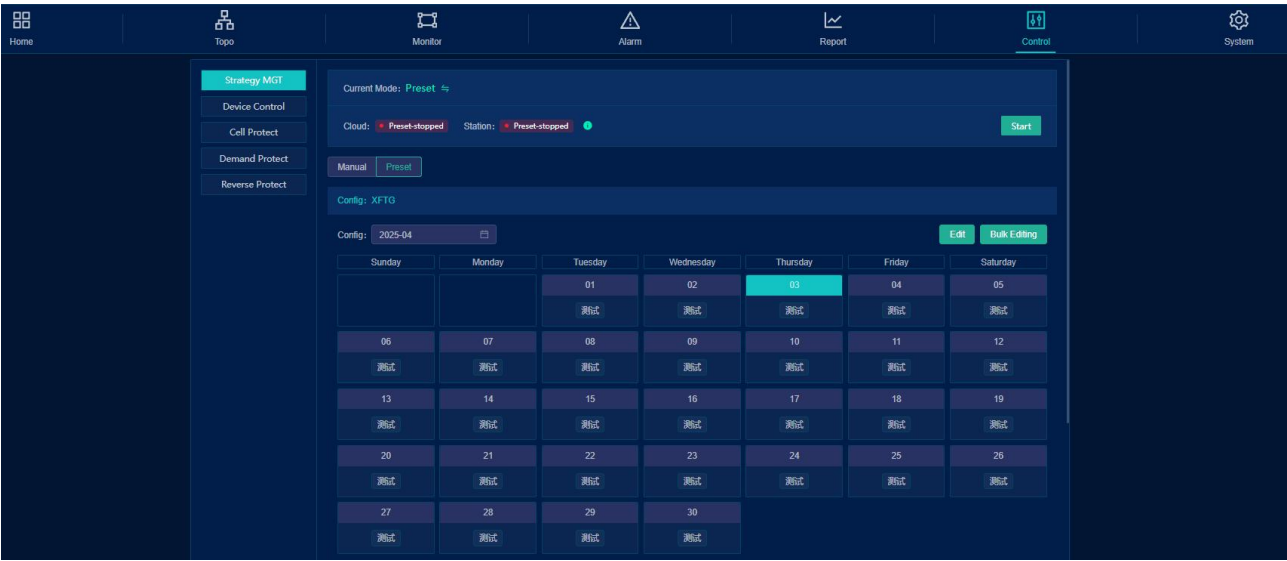 Home Topo Monitor Alarm Report Control System
Strategy MGT
Device Control
Cell Protect
Demand Protect
Reverse Protect
Current Mode: Preset
Cloud: Preset-stopped Station: Preset-stopped Start
Manual Preset
Config: XFTG
Config: 2025-04 Edit Bulk Editing
Sunday Monday Tuesday Wednesday Thursday Friday Saturday
01 02 03 04 05
测试 测试 测试 测试 测试
06 07 08 09 10 11 12
测试 测试 测试 测试 测试 测试 测试
13 14 15 16 17 18 19
测试 测试 测试 测试 测试 测试 测试
20 21 22 23 24 25 26
测试 测试 测试 测试 测试 测试 测试
27 28 29 30
测试 测试 测试 测试